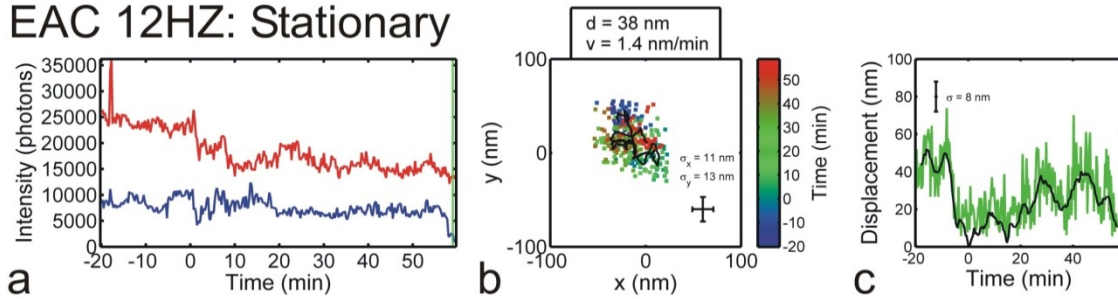 EAC 12HZ: Stationary
Intensity (photons)
35000
30000
25000
20000
15000
10000
5000
0
-20 -10 0 10 20 30 40 50
Time (min)
a
d = 38 nm
v = 1.4 nm/min
y (nm)
100
0
-100
σx = 11 nm
σy = 13 nm
-100 0 100
x (nm)
50
40
30
20
10
0
-10
-20
Time (min)
b
Displacement (nm)
100
80
60
40
20
0
σ = 8 nm
-20 0 20 40
Time (min)
c